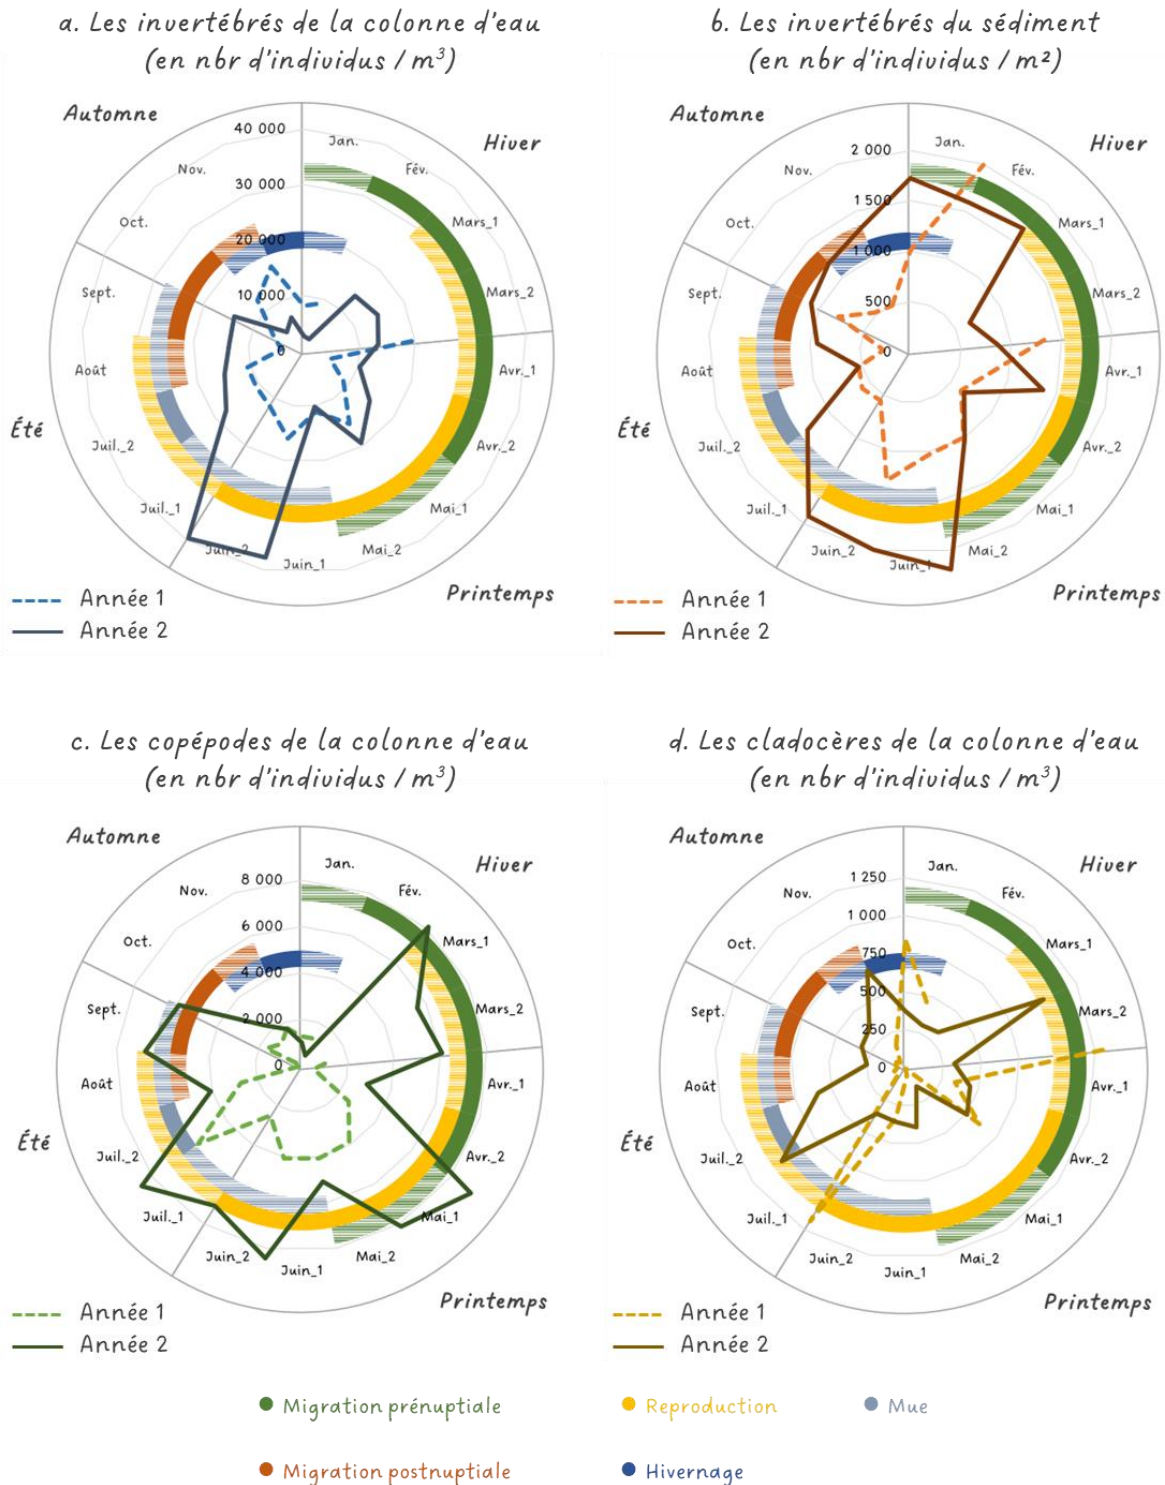 a. Les invertébrés de la colonne d'eau
(en nbr d'individus / m³)
Automne
Hiver
40 000
30 000
20 000
10 000
0
Jan.
Fév.
Mars_1
Mars_2
Avr._1
Avr._2
Mai_1
Mai_2
Juin_1
Juin_2
Juil._1
Juil._2
Août
Sept.
Oct.
Nov.
Été
Printemps
Année 1
Année 2
b. Les invertébrés du sédiment
(en nbr d'individus / m²)
Automne
Hiver
2 000
1 500
1 000
500
0
Jan.
Fév.
Mars_1
Mars_2
Avr._1
Avr._2
Mai_1
Mai_2
Juin_1
Juin_2
Juil._1
Juil._2
Août
Sept.
Oct.
Nov.
Été
Printemps
Année 1
Année 2
c. Les copépodes de la colonne d'eau
(en nbr d'individus / m³)
Automne
Hiver
8 000
6 000
4 000
2 000
0
Jan.
Fév.
Mars_1
Mars_2
Avr._1
Avr._2
Mai_1
Mai_2
Juin_1
Juin_2
Juil._1
Juil._2
Août
Sept.
Oct.
Nov.
Été
Printemps
Année 1
Année 2
d. Les cladocères de la colonne d'eau
(en nbr d'individus / m³)
Automne
Hiver
1 250
1 000
750
500
250
0
Jan.
Fév.
Mars_1
Mars_2
Avr._1
Avr._2
Mai_1
Mai_2
Juin_1
Juin_2
Juil._1
Juil._2
Août
Sept.
Oct.
Nov.
Été
Printemps
Année 1
Année 2
Migration prénuptiale
Reproduction
Mue
Migration postnuptiale
Hivernage